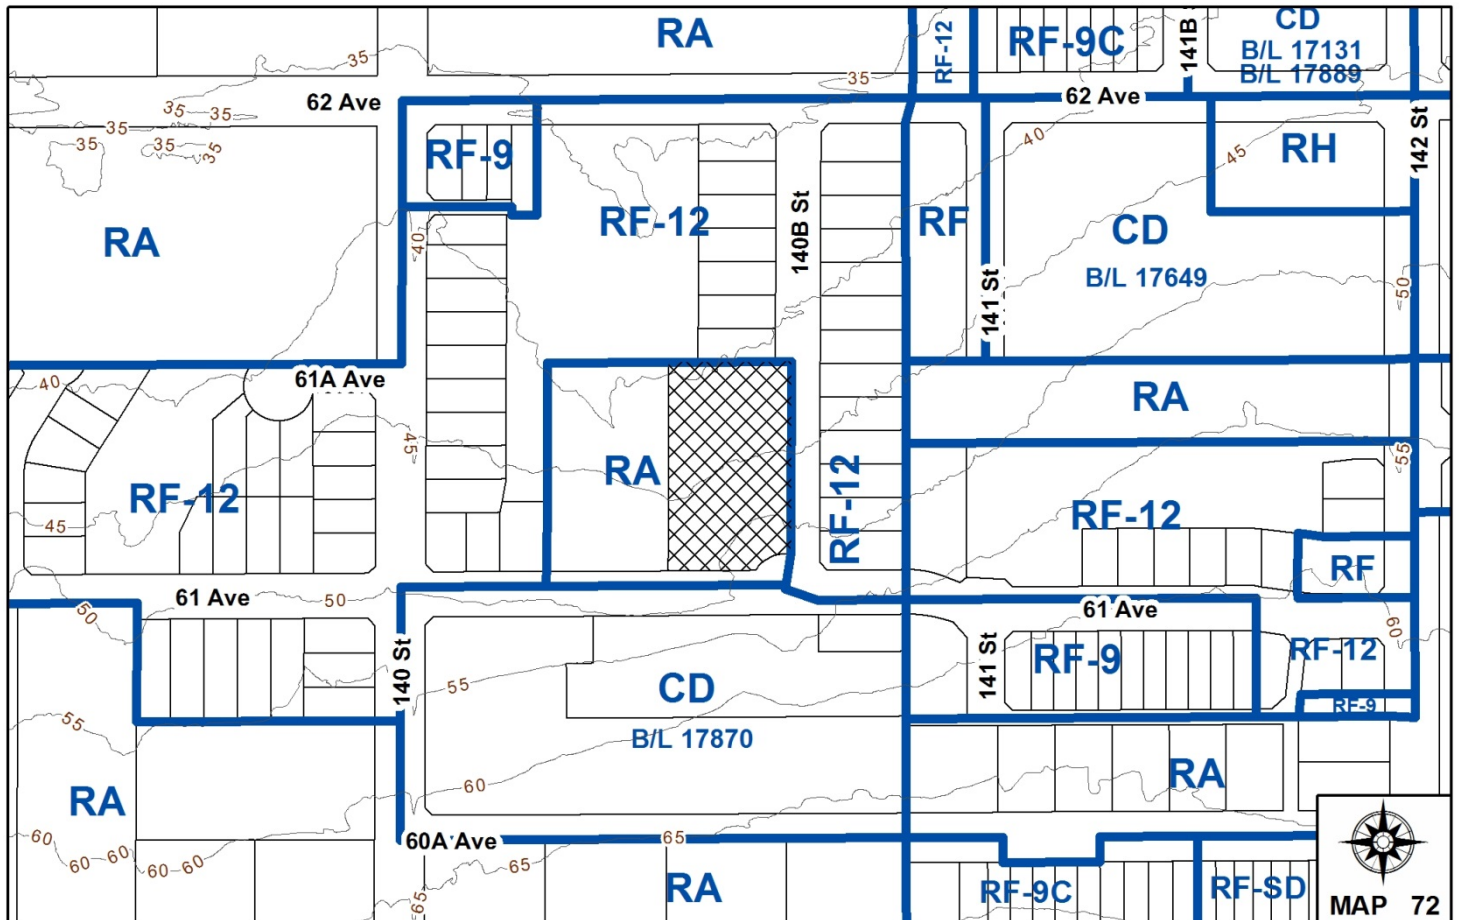 RA
RF-12
RF-9C
141B S
CD
B/L 17131
B/L 17889
35
35
62 Ave
62 Ave
35
35
35
35
35
35
RF-9
40
45
RH
142 St
RA
40
RF-12
140B St
RF
141 St
CD
B/L 17649
50
61A Ave
40
45
RA
RA
RF-12
RF-12
55
RF-12
45
RF
61 Ave
50
50
61 Ave
60
140 St
55
CD
B/L 17870
141 St
RF-9
RF-12
RF-9
55
RA
60
RA
60
60
60
60
60
60A Ave
65
65
65
RA
RF-9C
RF-SD
MAP 72